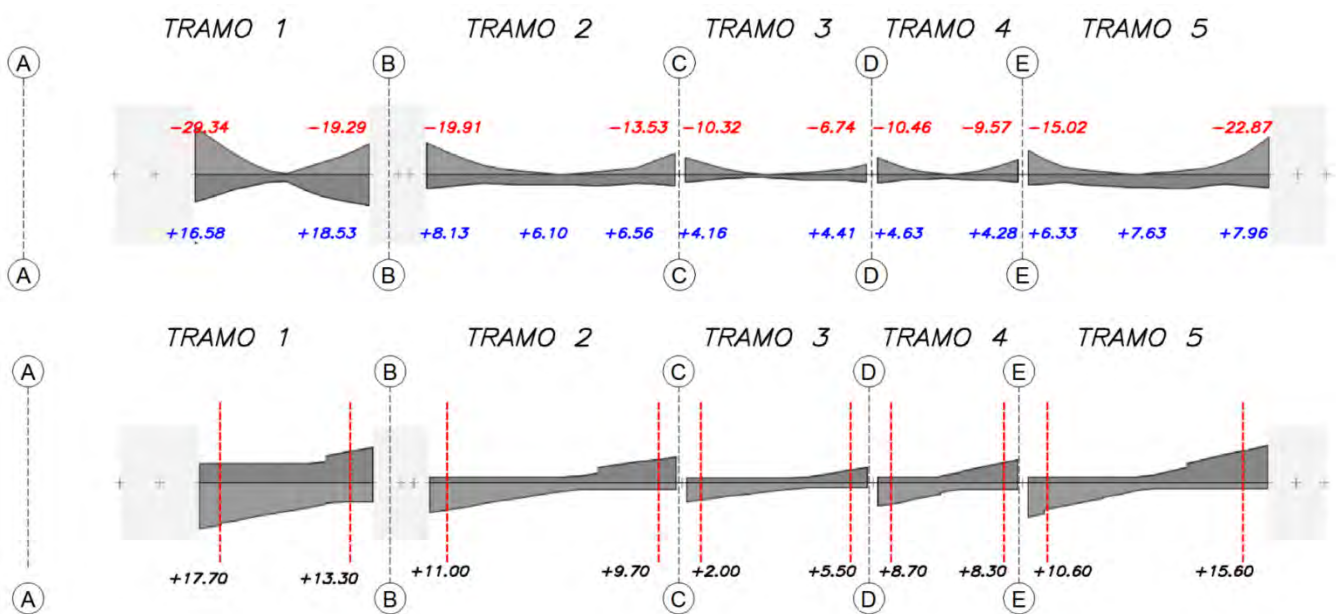 TRAMO 1 TRAMO 2 TRAMO 3 TRAMO 4 TRAMO 5
A B C D E
-29.34 -19.29 -19.91 -13.53 -10.32 -6.74 -10.46 -9.57 -15.02 -22.87
+16.58 +18.53 +8.13 +6.10 +6.56 +4.16 +4.41 +4.63 +4.28 +6.33 +7.63 +7.96
A B C D E
TRAMO 1 TRAMO 2 TRAMO 3 TRAMO 4 TRAMO 5
A B C D E
+17.70 +13.30 +11.00 +9.70 +2.00 +5.50 +8.70 +8.30 +10.60 +15.60
A B C D E